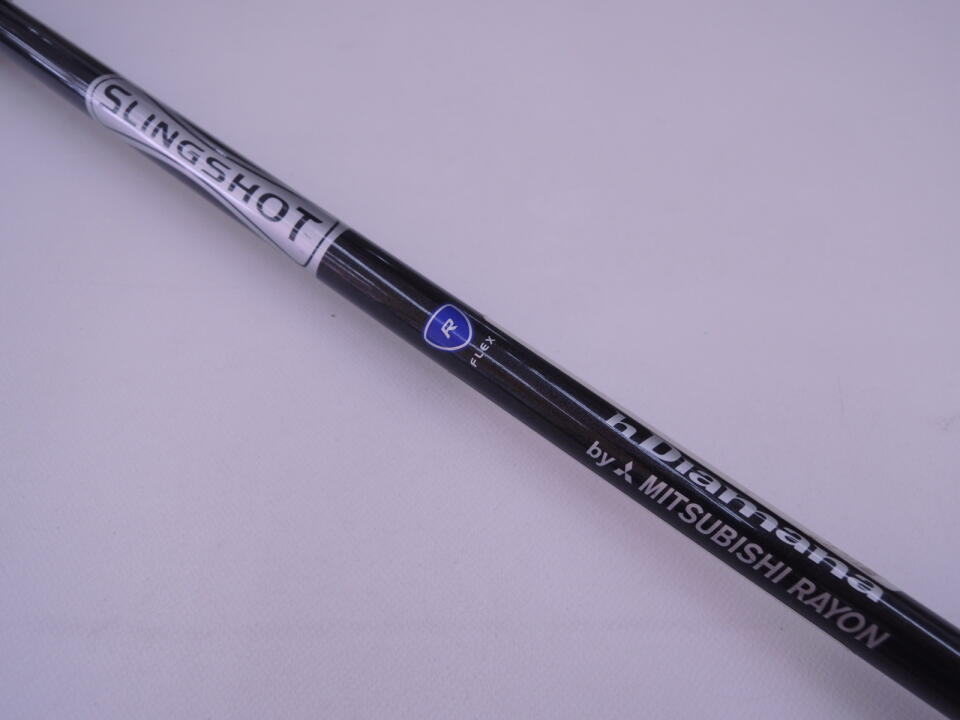 SLINGSHOT
R
FLEX
h.Diamana
by MITSUBISHI RAYON